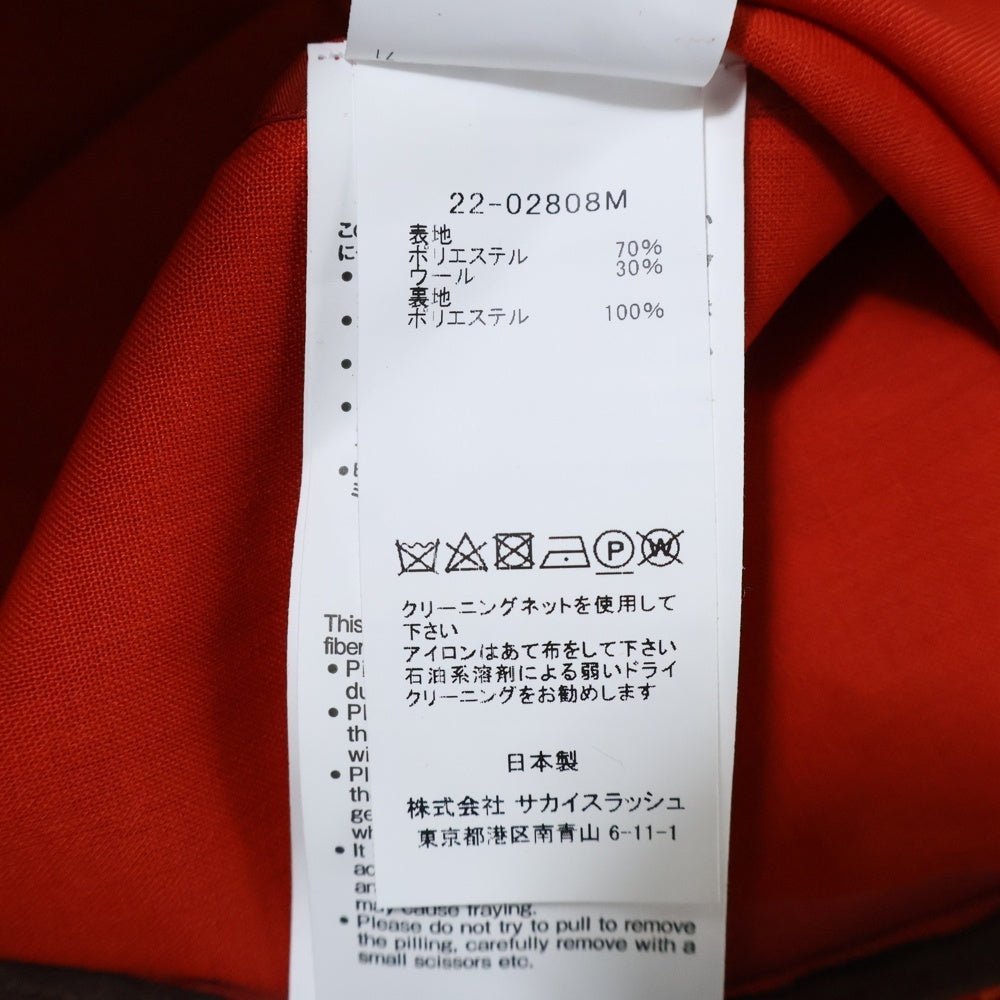 22-02808M
表地
ポリエステル 70%
ウール 30%
裏地
ポリエステル 100%
P
W
クリーニングネットを使用して
下さい
アイロンはあて布をして下さい
石油系溶剤による弱いドライ
クリーニングをお勧めします
日本製
株式会社 サカイスラッシュ
東京都港区南青山 6-11-1
This
fiber
may cause fraying.
• Please do not try to pull to remove
the pilling, carefully remove with a
small scissors etc.